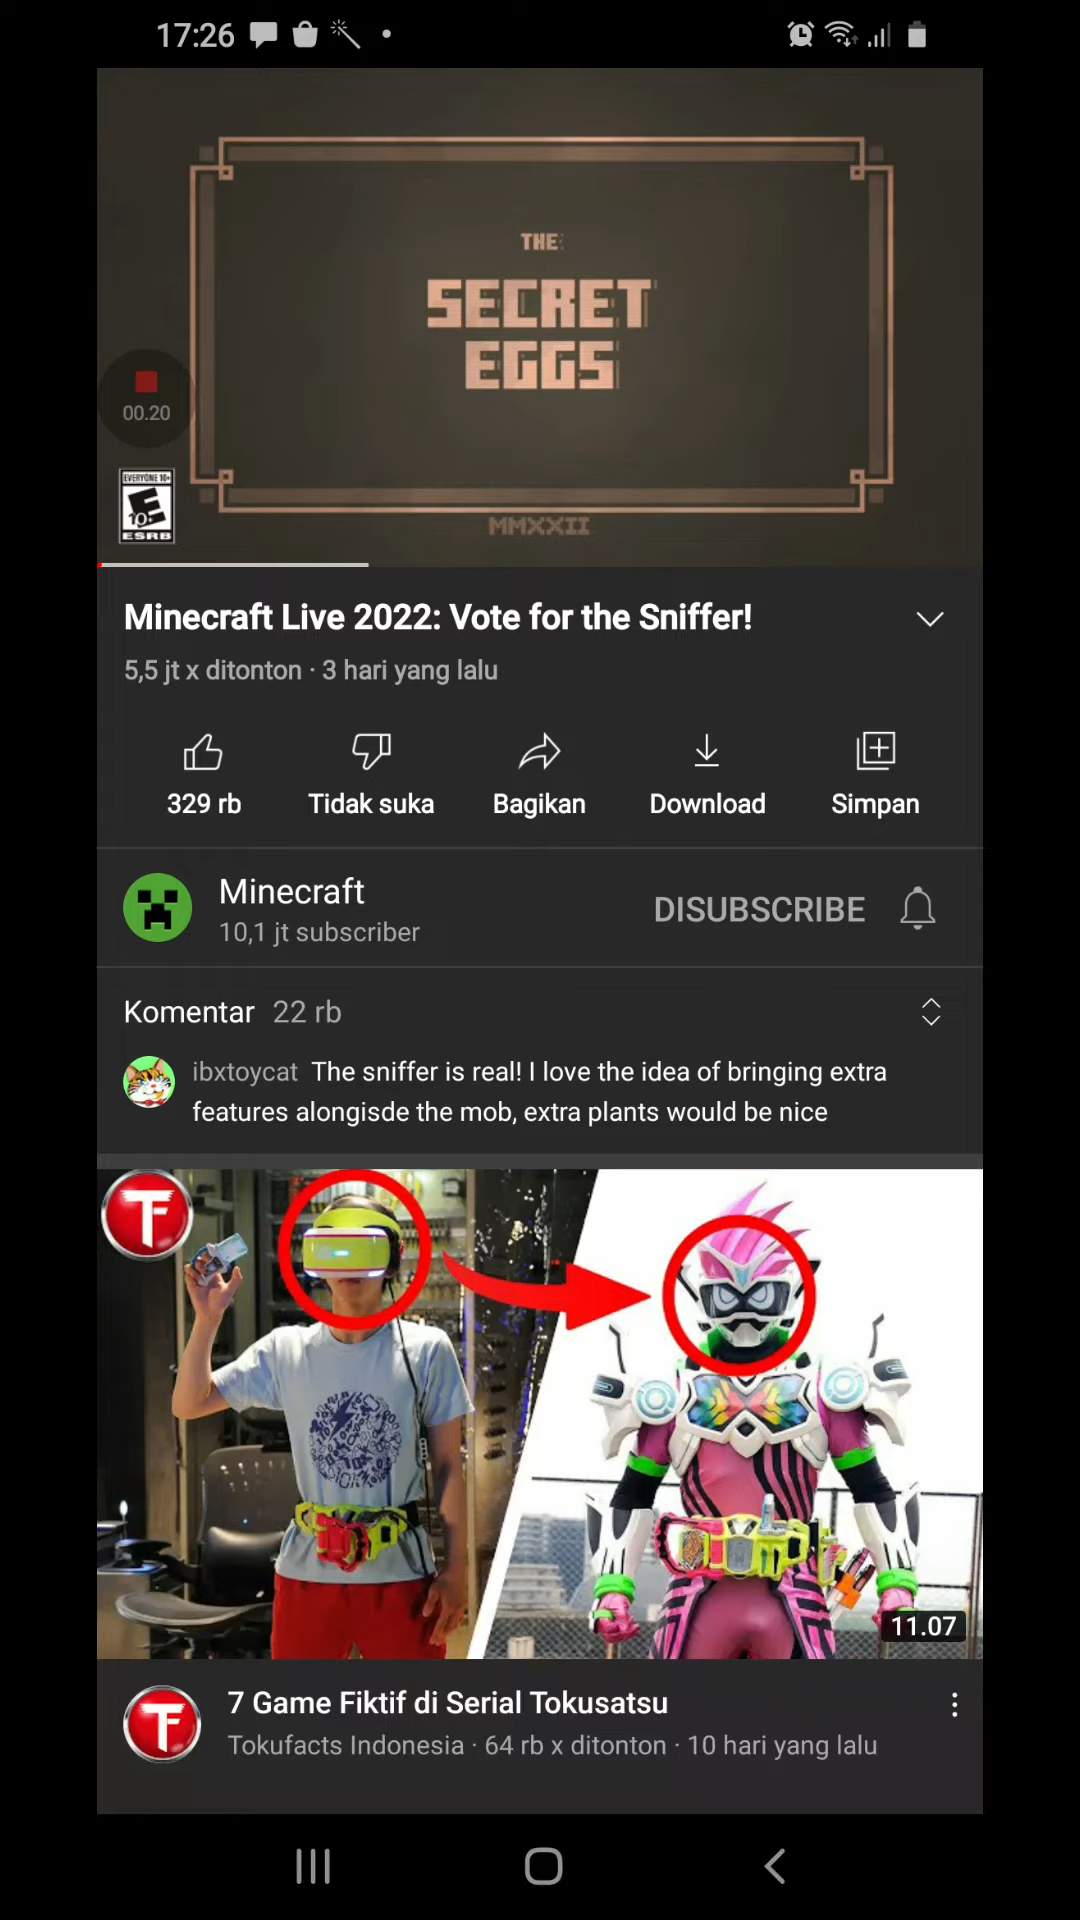 17:26
THE
SECRET
EGGS
00.20
EVERYONE 10+
E
10+
ESRB
MMXXII
Minecraft Live 2022: Vote for the Sniffer!
5,5 jt x ditonton · 3 hari yang lalu
329 rb
Tidak suka
Bagikan
Download
Simpan
Minecraft
10,1 jt subscriber
DISUBSCRIBE
Komentar 22 rb
ibxtoycat The sniffer is real! I love the idea of bringing extra
features alongisde the mob, extra plants would be nice
TF
11.07
TF
7 Game Fiktif di Serial Tokusatsu
Tokufacts Indonesia · 64 rb x ditonton · 10 hari yang lalu